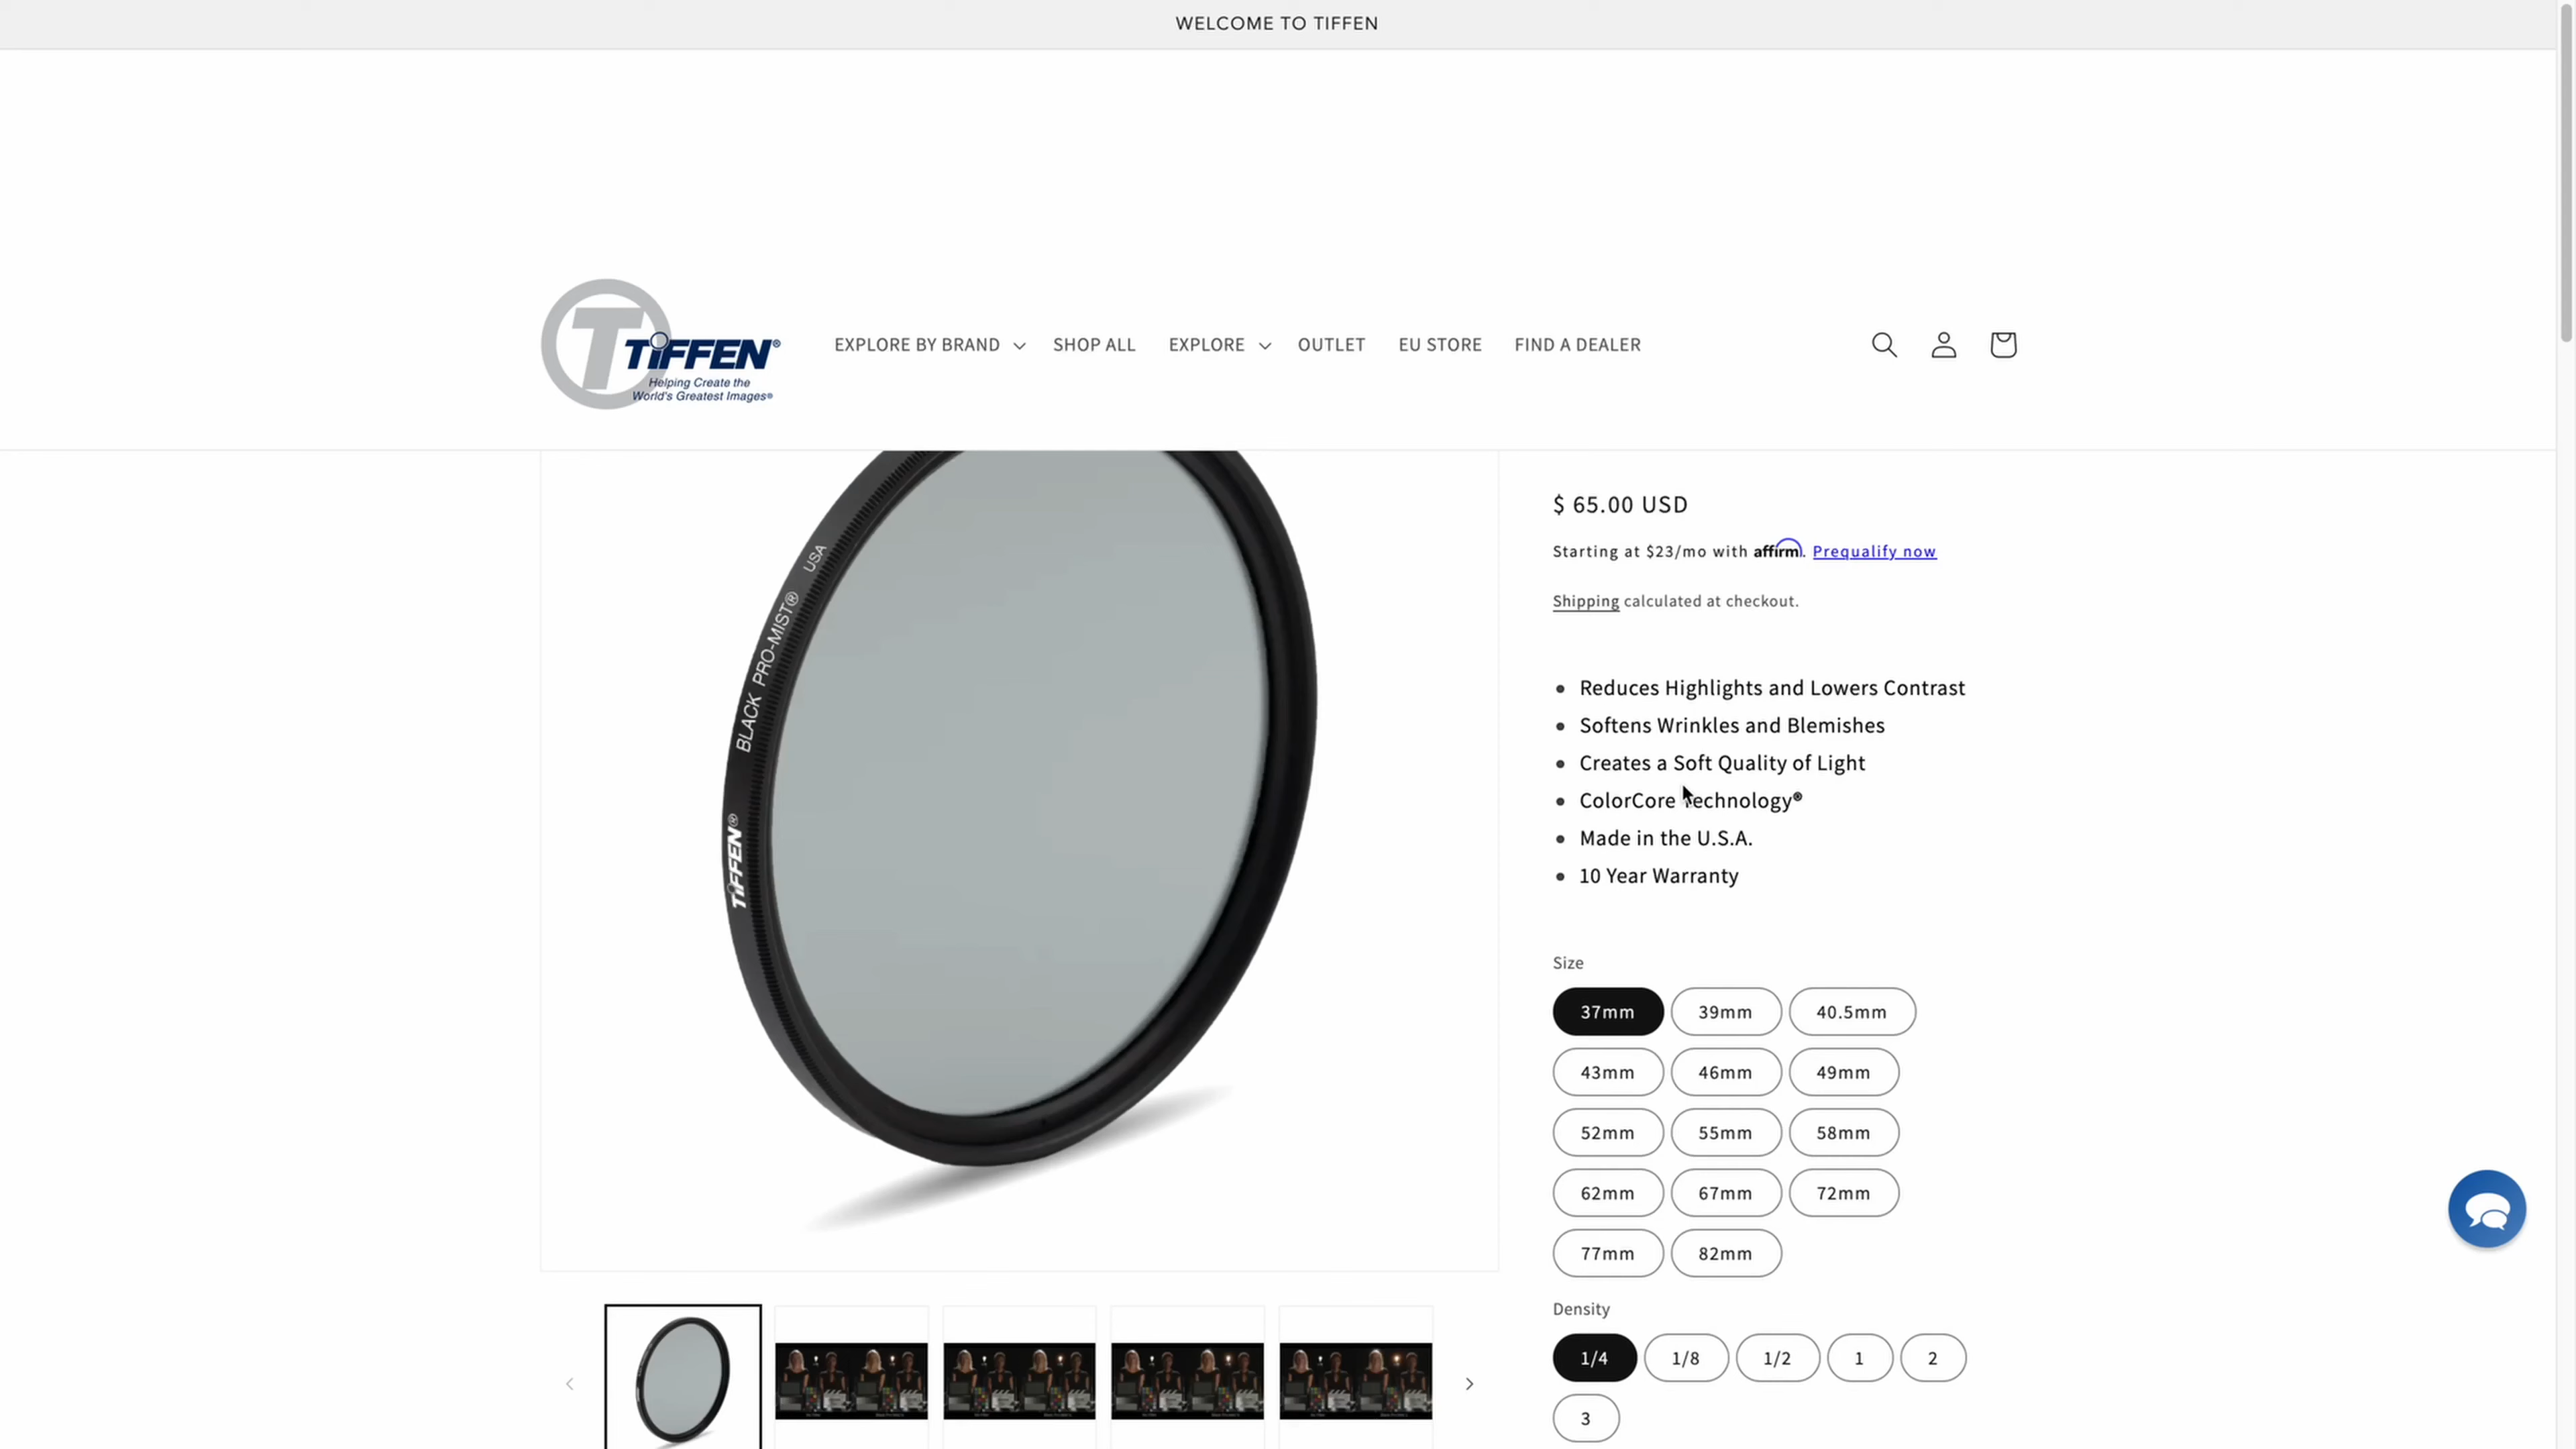 WELCOME TO TIFFEN
TIFFEN®
Helping Create the
World's Greatest Images®
EXPLORE BY BRAND
SHOP ALL
EXPLORE
OUTLET
EU STORE
FIND A DEALER
TIFFEN® BLACK PRO-MIST® USA
$ 65.00 USD
Starting at $23/mo with affirm. Prequalify now
Shipping calculated at checkout.
Reduces Highlights and Lowers Contrast
Softens Wrinkles and Blemishes
Creates a Soft Quality of Light
ColorCore Technology®
Made in the U.S.A.
10 Year Warranty
Size
37mm 39mm 40.5mm
43mm 46mm 49mm
52mm 55mm 58mm
62mm 67mm 72mm
77mm 82mm
Density
1/4 1/8 1/2 1 2
3